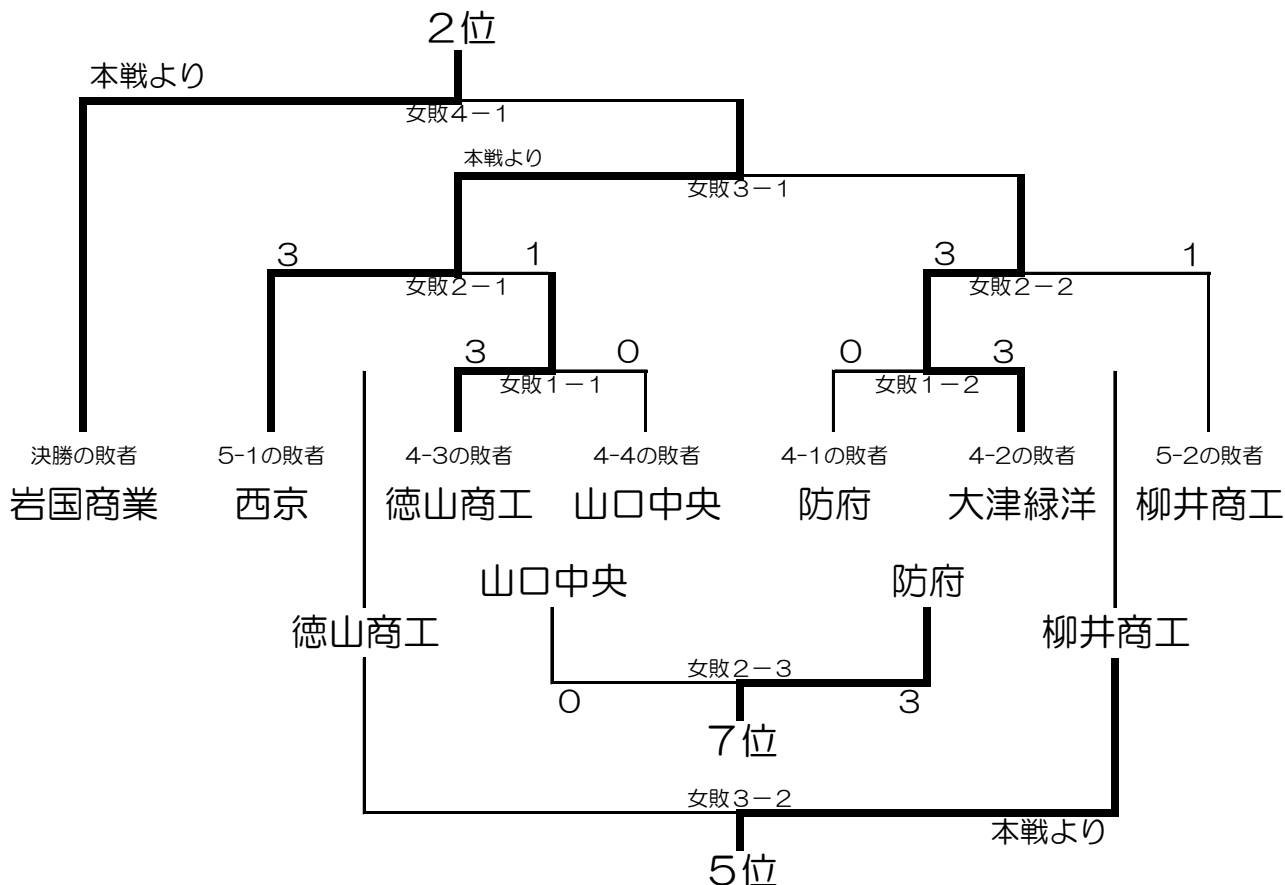 2位
本戦より
女敗4-1
本戦より
女敗3-1
3 1 3 1
女敗2-1 女敗2-2
3 0 0 3
女敗1-1 女敗1-2
決勝の敗者 5-1の敗者 4-3の敗者 4-4の敗者 4-1の敗者 4-2の敗者 5-2の敗者
岩国商業 西京 徳山商工 山口中央 防府 大津緑洋 柳井商工
山口中央 防府
徳山商工 柳井商工
女敗2-3
0 3
7位
女敗3-2
本戦より
5位